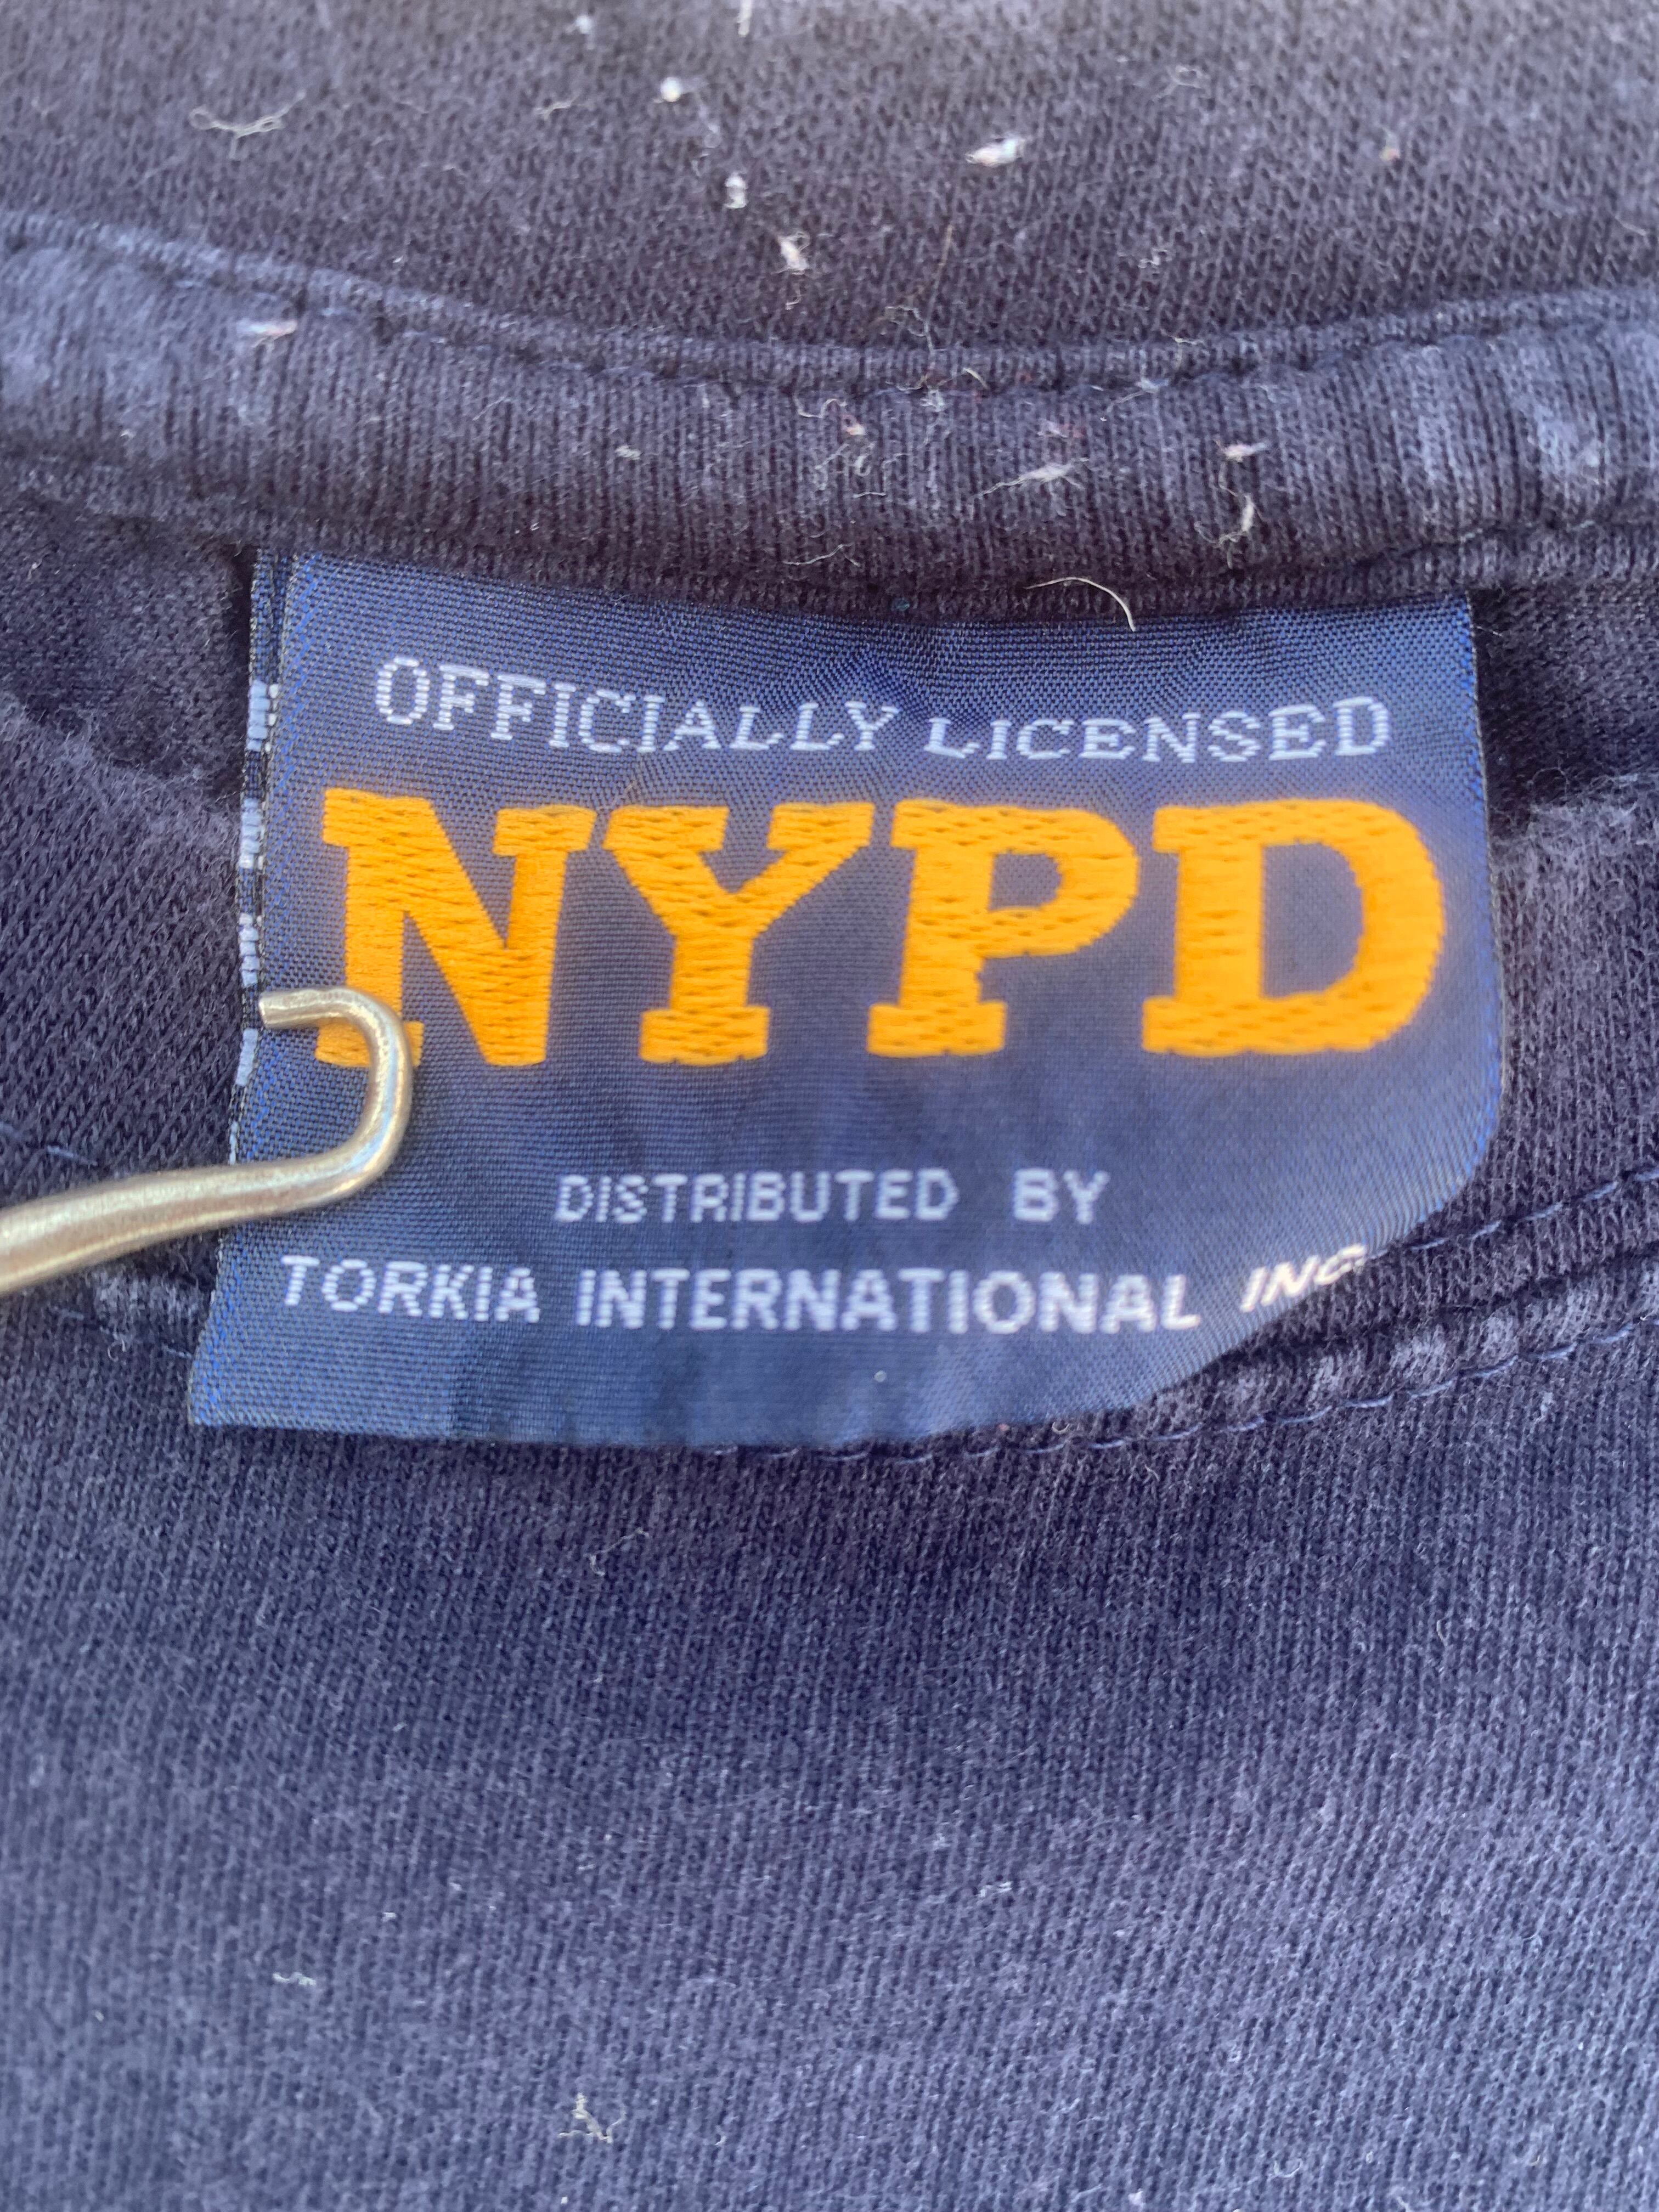 OFFICIALLY LICENSED
NYPD
DISTRIBUTED BY
TORKIA INTERNATIONAL INC.